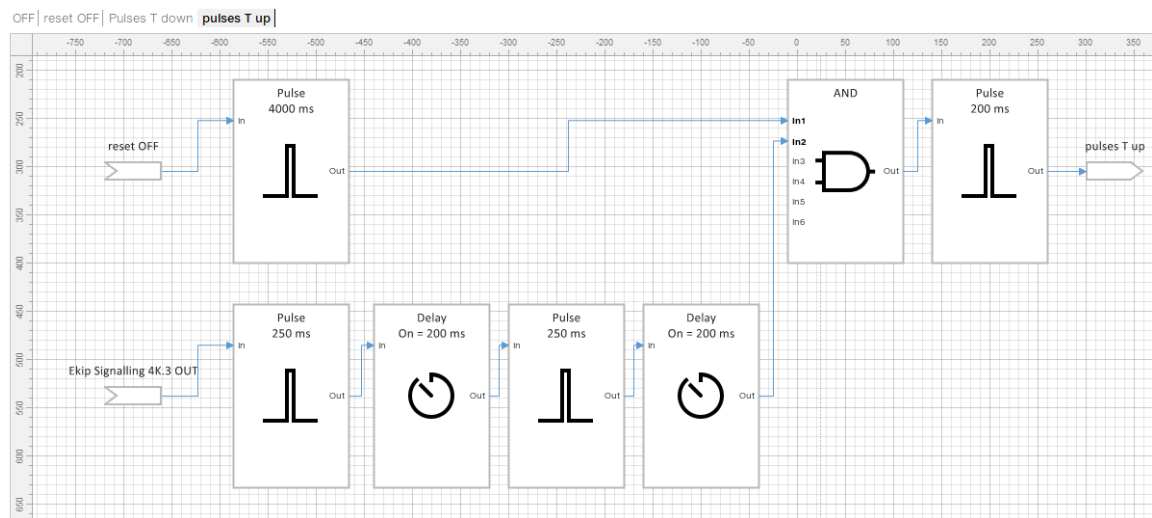 OFF reset OFF Pulses T down pulses T up
-750 -700 -650 -600 -550 -500 -450 -400 -350 -300 -250 -200 -150 -100 -50 0 50 100 150 200 250 300 350
200
250
300
350
400
450
500
550
600
650
reset OFF
Pulse
4000 ms
In
Out
AND
In1
In2
In3
In4
In5
In6
Out
Pulse
200 ms
In
Out
pulses T up
Ekip Signalling 4K.3 OUT
Pulse
250 ms
In
Out
Delay
On = 200 ms
In
Out
Pulse
250 ms
In
Out
Delay
On = 200 ms
In
Out